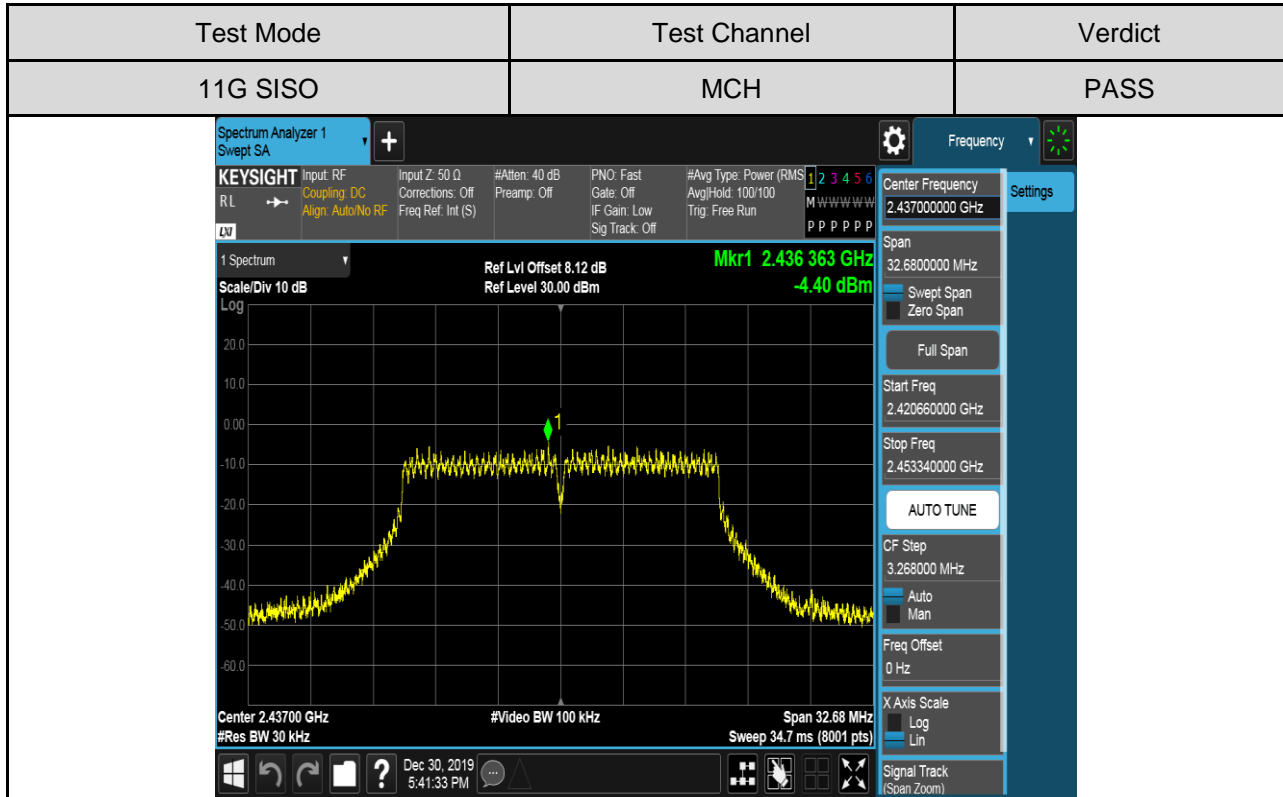 Test Mode Test Channel Verdict
11G SISO MCH PASS
Spectrum Analyzer 1
Swept SA
+
Frequency
KEYSIGHT Input: RF Input Z: 50 Ω #Atten: 40 dB PNO: Fast #Avg Type: Power (RMS 1 2 3 4 5 6
RL Coupling: DC Corrections: Off Preamp: Off Gate: Off Avg|Hold: 100/100 M W W W W W
Align: Auto/No RF Freq Ref: Int (S) IF Gain: Low Trig: Free Run
LXI Sig Track: Off P P P P P P
1 Spectrum
Scale/Div 10 dB
Ref Lvl Offset 8.12 dB
Ref Level 30.00 dBm
Mkr1 2.436 363 GHz
-4.40 dBm
Log
20.0
10.0
0.00
-10.0
-20.0
-30.0
-40.0
-50.0
-60.0
1
Center 2.43700 GHz #Video BW 100 kHz Span 32.68 MHz
#Res BW 30 kHz Sweep 34.7 ms (8001 pts)
Center Frequency
2.437000000 GHz
Settings
Span
32.6800000 MHz
Swept Span
Zero Span
Full Span
Start Freq
2.420660000 GHz
Stop Freq
2.453340000 GHz
AUTO TUNE
CF Step
3.268000 MHz
Auto
Man
Freq Offset
0 Hz
X Axis Scale
Log
Lin
Signal Track
(Span Zoom)
?
Dec 30, 2019
5:41:33 PM